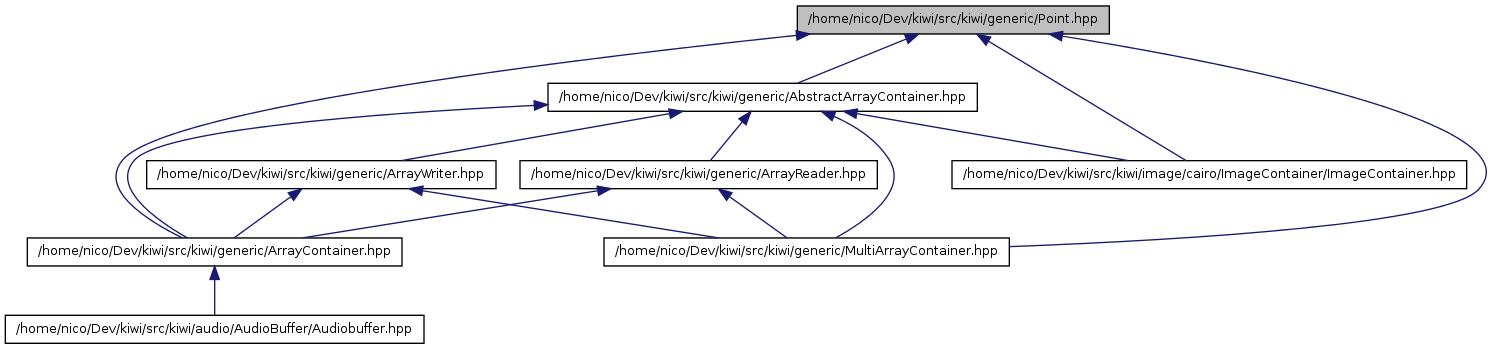 /home/nico/Dev/kiwi/src/kiwi/generic/Point.hpp
/home/nico/Dev/kiwi/src/kiwi/generic/AbstractArrayContainer.hpp
/home/nico/Dev/kiwi/src/kiwi/generic/ArrayWriter.hpp
/home/nico/Dev/kiwi/src/kiwi/generic/ArrayReader.hpp
/home/nico/Dev/kiwi/src/kiwi/image/cairo/ImageContainer/ImageContainer.hpp
/home/nico/Dev/kiwi/src/kiwi/generic/ArrayContainer.hpp
/home/nico/Dev/kiwi/src/kiwi/generic/MultiArrayContainer.hpp
/home/nico/Dev/kiwi/src/kiwi/audio/AudioBuffer/Audiobuffer.hpp